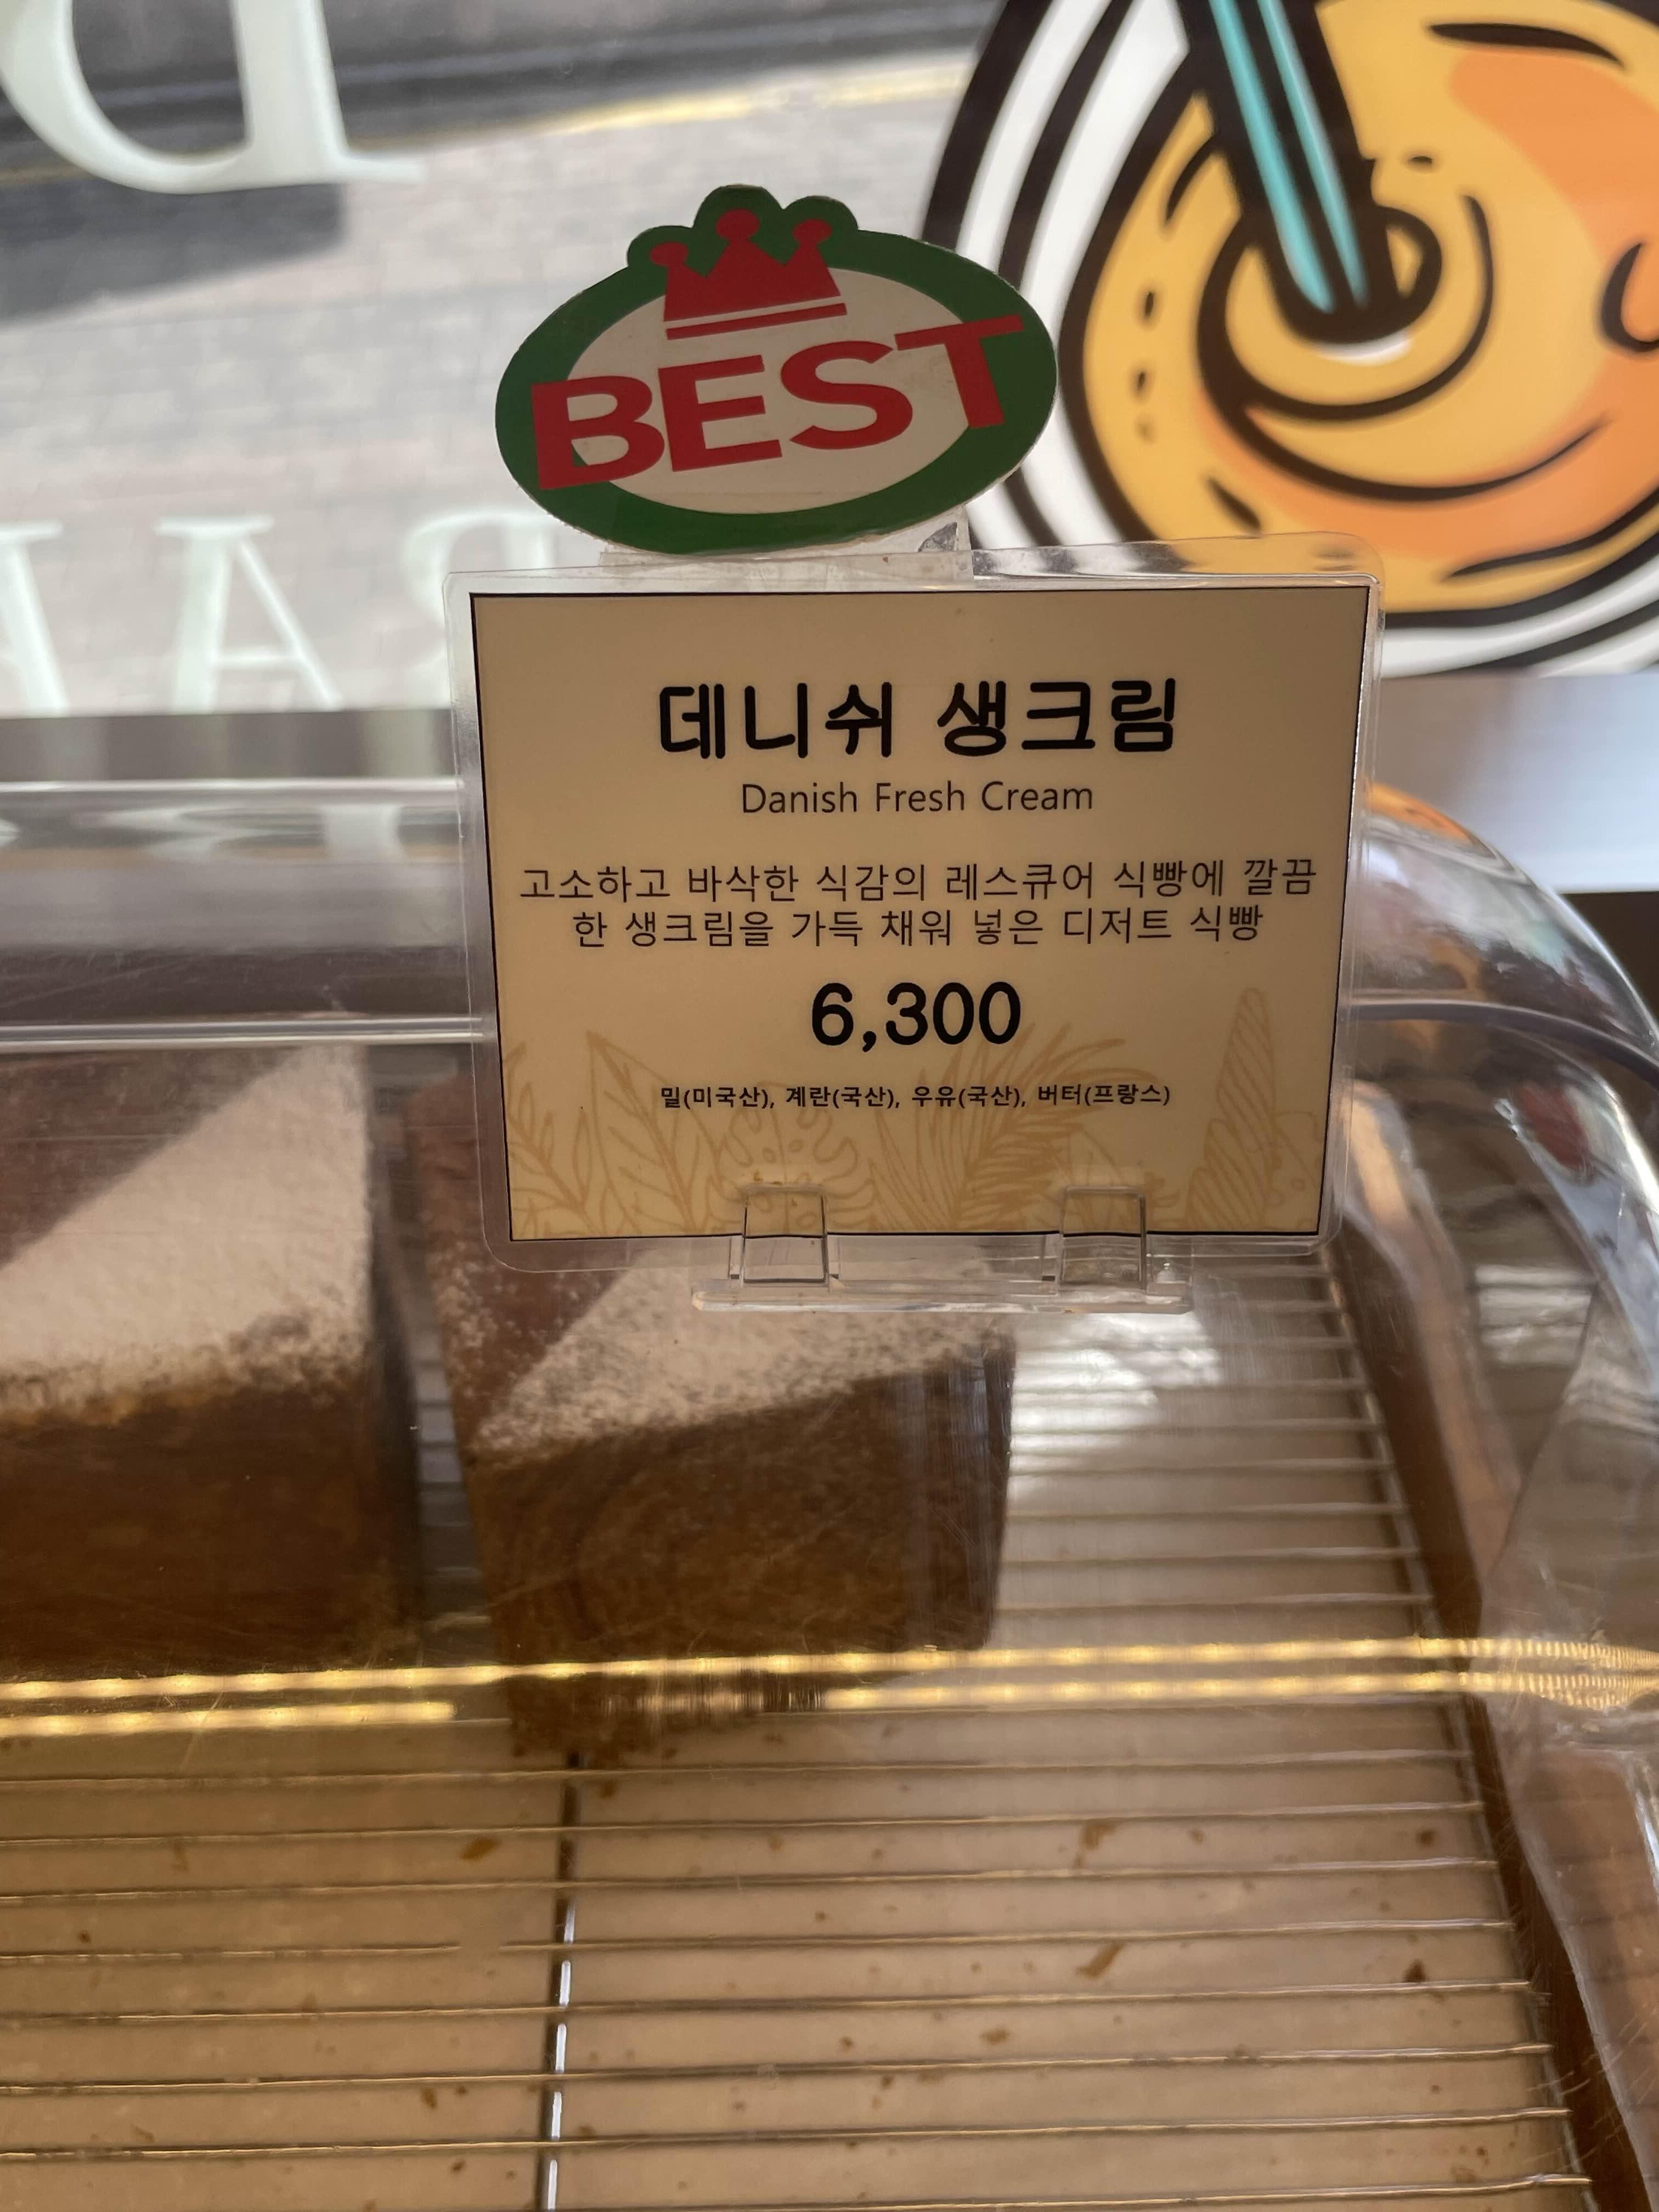 BEST
데니쉬 생크림
Danish Fresh Cream
고소하고 바삭한 식감의 레스큐어 식빵에 깔끔
한 생크림을 가득 채워 넣은 디저트 식빵
6,300
밀(미국산), 계란(국산), 우유(국산), 버터(프랑스)